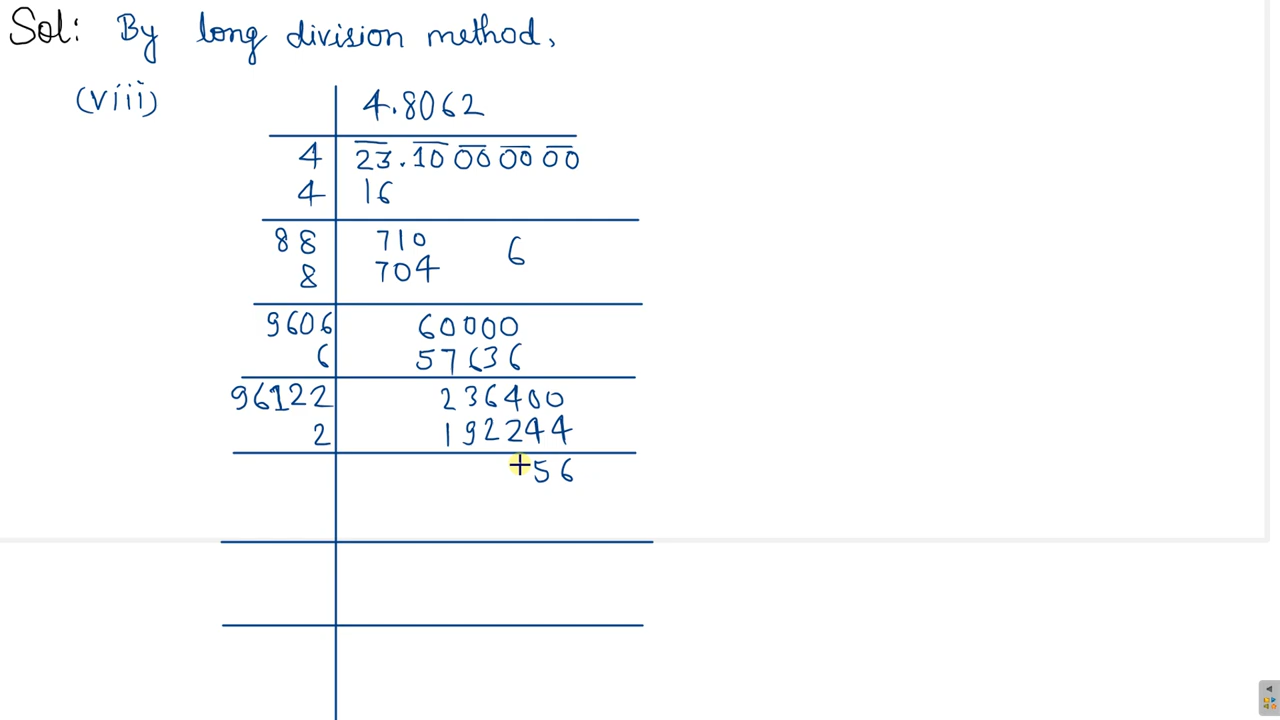 Sol: By long division method,
(viii) 4.8062
4 23.10 00 00 00
4 16
88 710 6
8 704
9606 60000
6 57636
96122 236400
2 192244
56